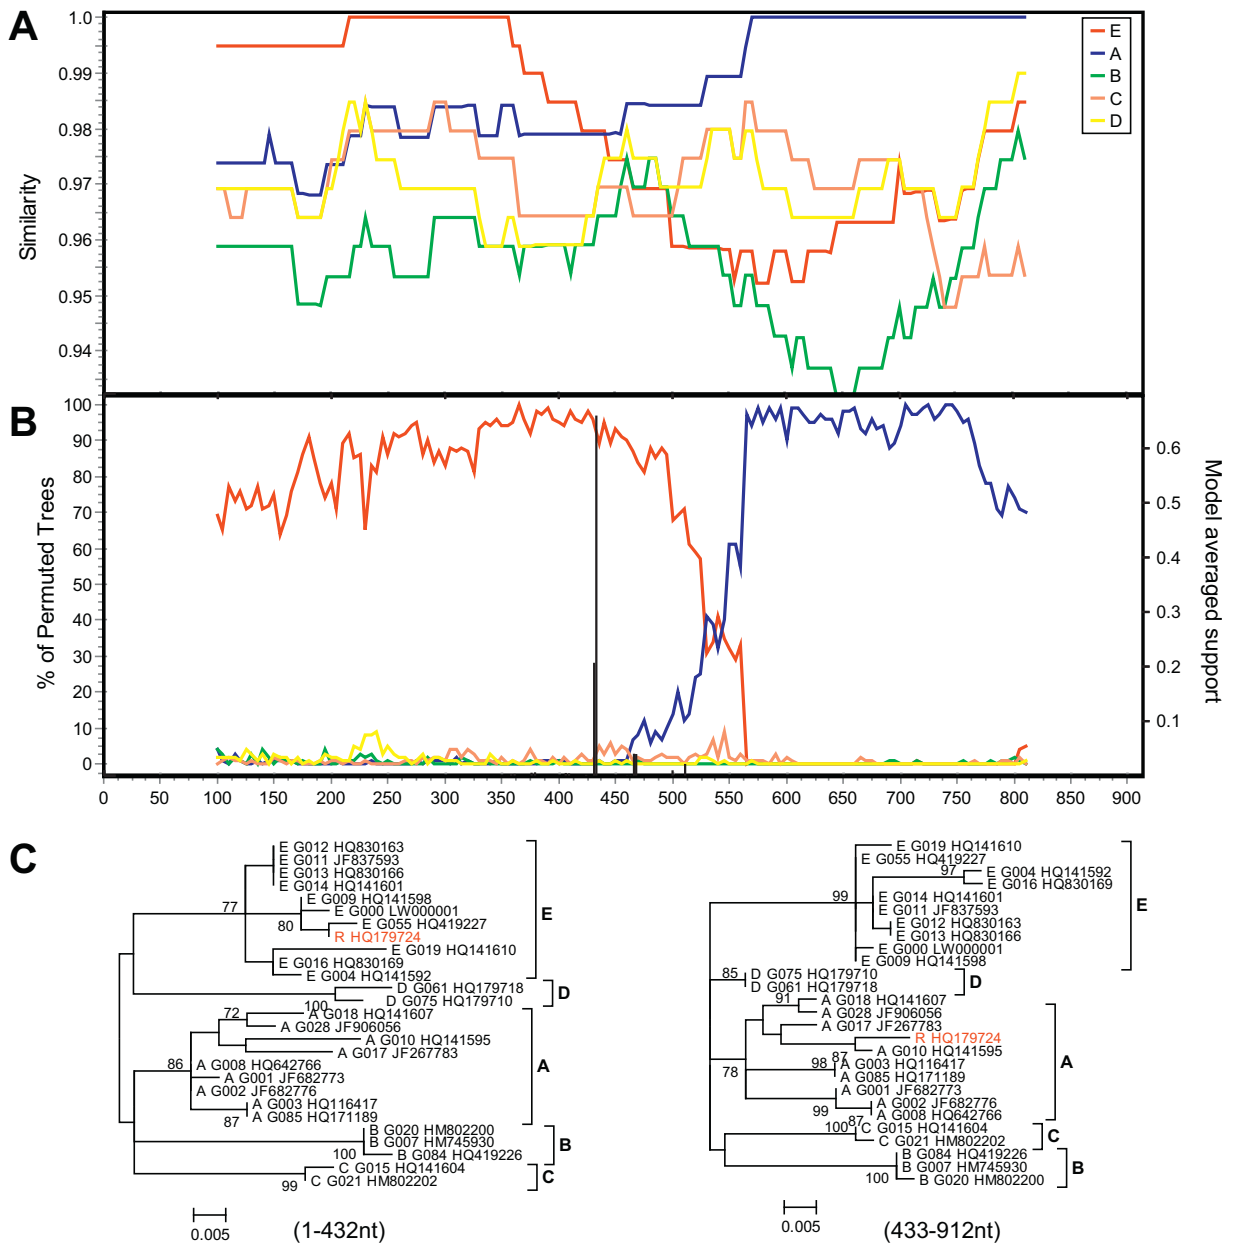 A
1.0
0.99
0.98
0.97
0.96
0.95
0.94
Similarity
E
A
B
C
D
B
100
90
80
70
60
50
40
30
20
10
0
% of Permuted Trees
0.6
0.5
0.4
0.3
0.2
0.1
Model averaged support
0 50 100 150 200 250 300 350 400 450 500 550 600 650 700 750 800 850 900
C
E G012 HQ830163
E G011 JF837593
E G013 HQ830166
E G014 HQ141601
E G009 HQ141598
77
E G000 LW000001
80
E G055 HQ419227
R HQ179724
E G019 HQ141610
E G016 HQ830169
E G004 HQ141592
E
D G061 HQ179718
D G075 HQ179710
100
D
A G018 HQ141607
72
A G028 JF906056
A G010 HQ141595
A G017 JF267783
86
A G008 HQ642766
A G001 JF682773
A G002 JF682776
A G003 HQ116417
A G085 HQ171189
87
A
B G020 HM802200
B G007 HM745930
100
B G084 HQ419226
B
C G015 HQ141604
C G021 HM802202
99
C
0.005
(1-432nt)
E G019 HQ141610
E G055 HQ419227
97
E G004 HQ141592
E G016 HQ830169
99
E G014 HQ141601
E G011 JF837593
E G012 HQ830163
E G013 HQ830166
E G000 LW000001
E G009 HQ141598
E
85
D G075 HQ179710
D G061 HQ179718
D
91
A G018 HQ141607
A G028 JF906056
A G017 JF267783
R HQ179724
A G010 HQ141595
87
98
A G003 HQ116417
A G085 HQ171189
78
A G001 JF682773
A G002 JF682776
99
A G008 HQ642766
87
A
100
C G015 HQ141604
C G021 HM802202
C
B G084 HQ419226
B G007 HM745930
100
B G020 HM802200
B
0.005
(433-912nt)